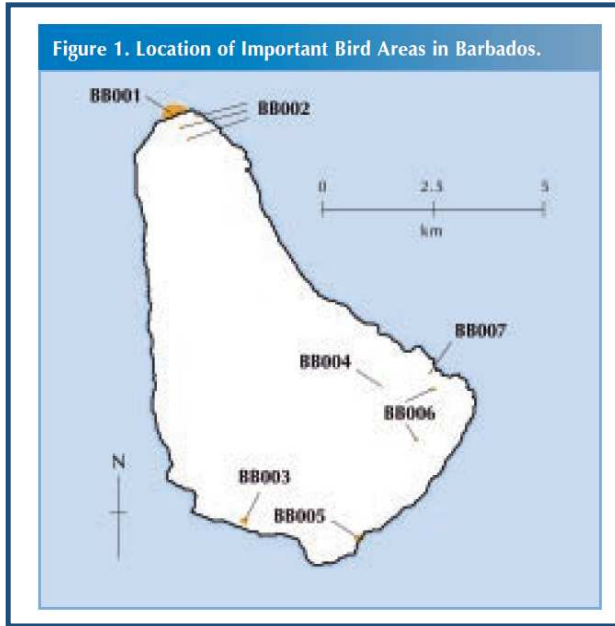 Figure 1. Location of Important Bird Areas in Barbados.
BB001
BB002
0 2.5 5
km
BB007
BB004
BB006
N
BB003
BB005